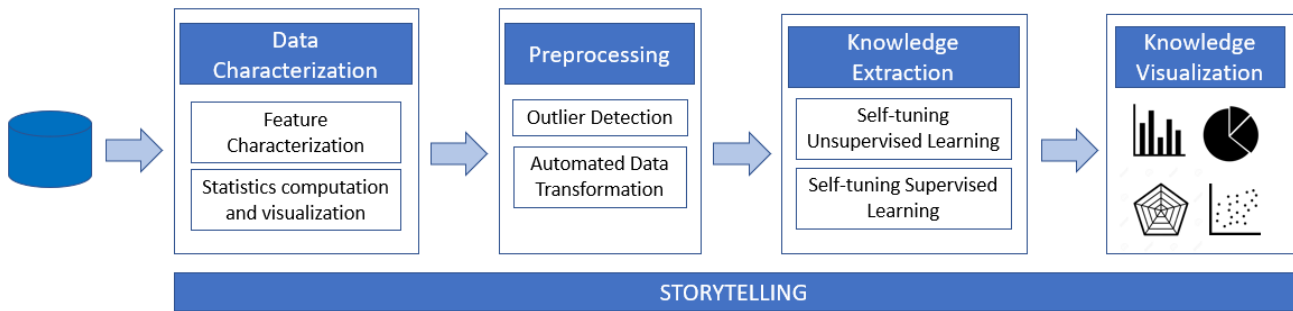 Data
Characterization
Feature
Characterization
Statistics computation
and visualization
Preprocessing
Outlier Detection
Automated Data
Transformation
Knowledge
Extraction
Self-tuning
Unsupervised Learning
Self-tuning Supervised
Learning
Knowledge
Visualization
STORYTELLING